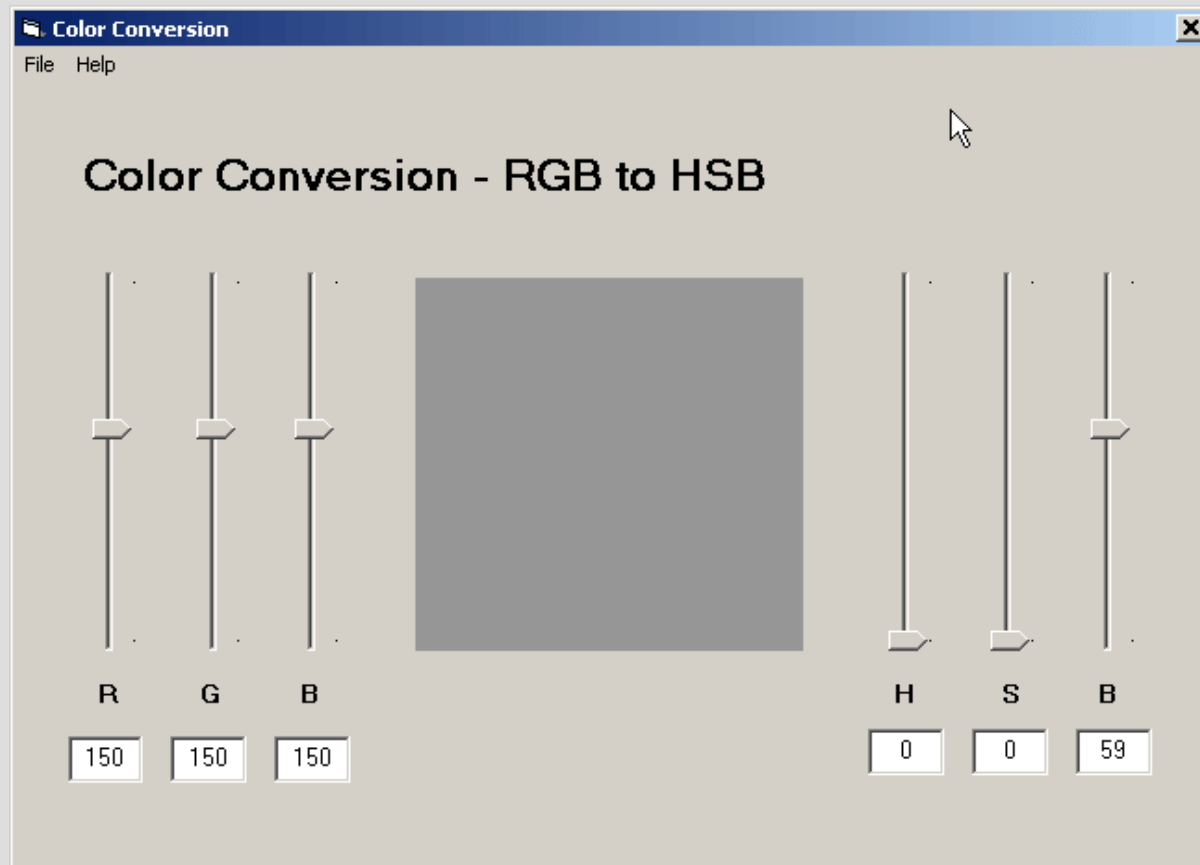 Color Conversion
File Help
Color Conversion - RGB to HSB
R G B H S B
150 150 150 0 0 59